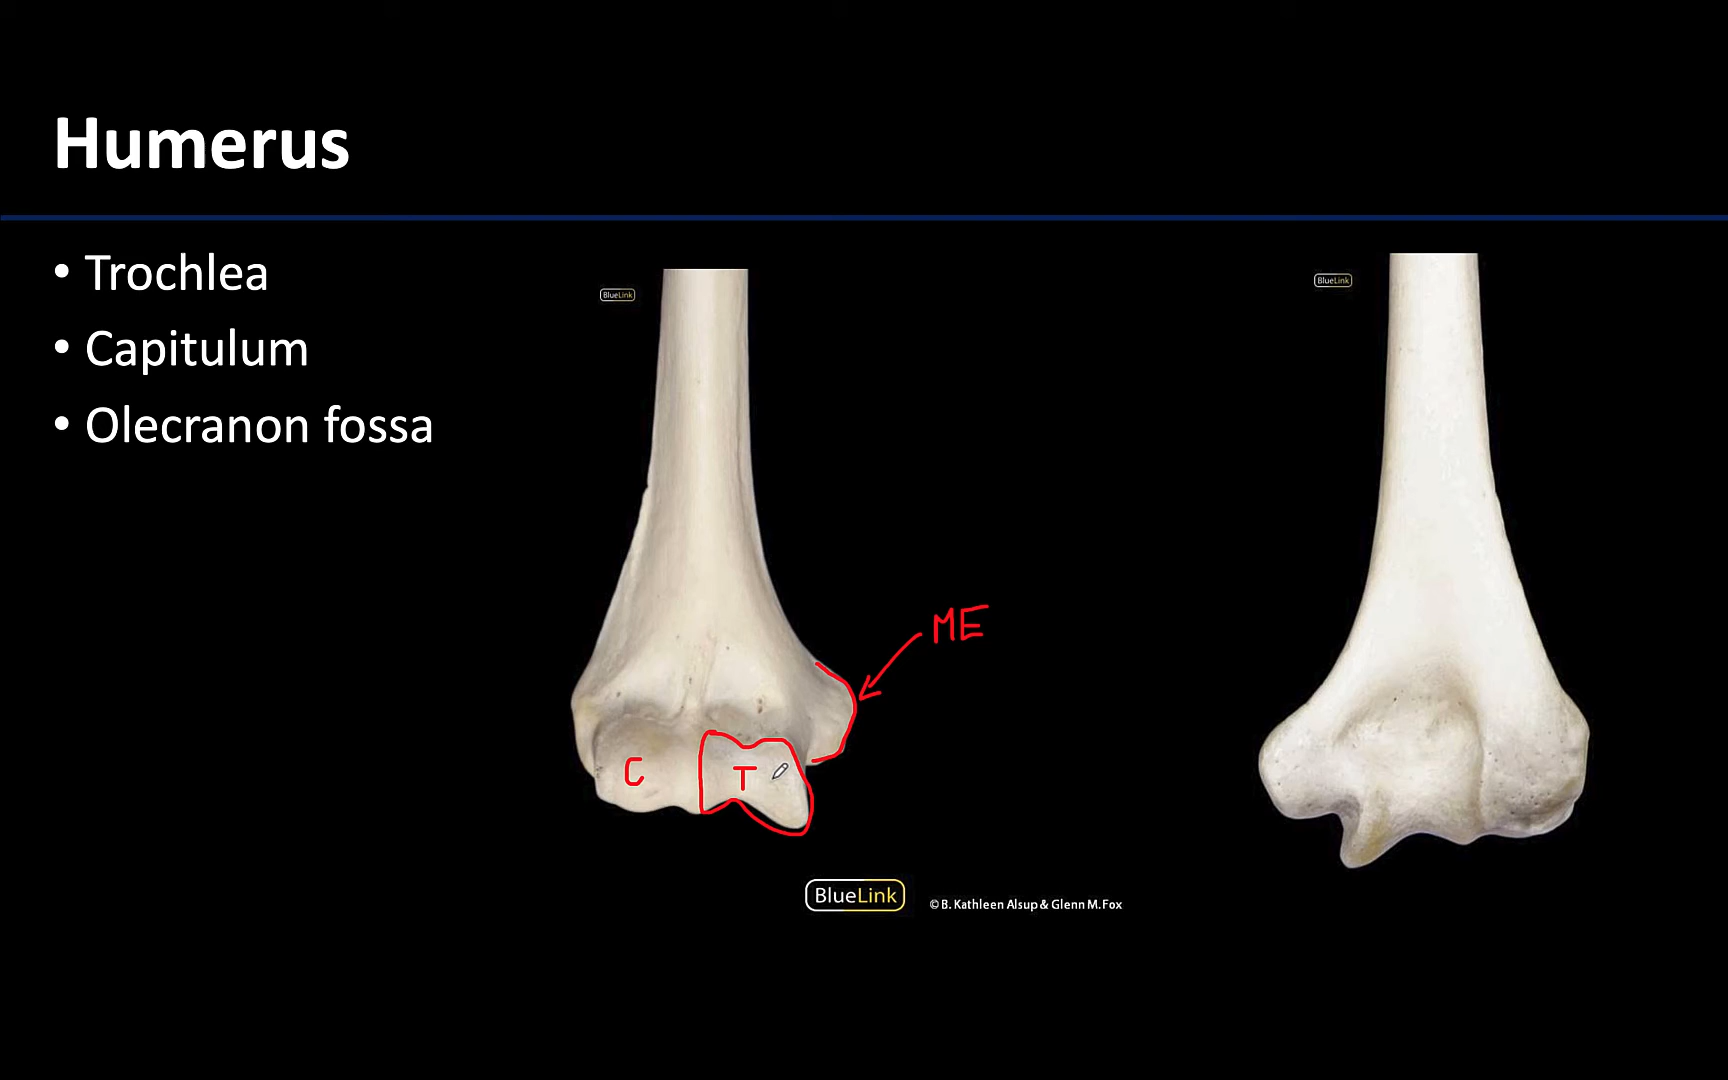 Humerus
• Trochlea
• Capitulum
• Olecranon fossa
BlueLink
BlueLink
ME
C
T
BlueLink
© B. Kathleen Alsup & Glenn M. Fox